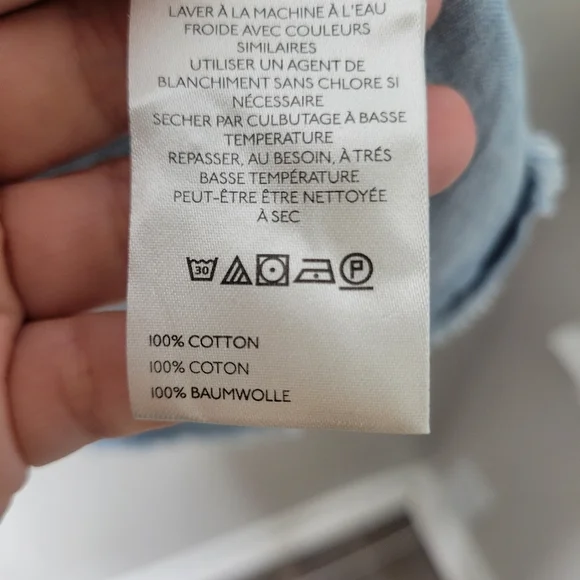 LAVER À LA MACHINE À L'EAU
FROIDE AVEC COULEURS
SIMILAIRES
UTILISER UN AGENT DE
BLANCHIMENT SANS CHLORE SI
NÉCESSAIRE
SÉCHER PAR CULBUTAGE À BASSE
TEMPERATURE
REPASSER, AU BESOIN, À TRÉS
BASSE TEMPÉRATURE
PEUT-ÊTRE ÊTRE NETTOYÉE
À SEC
30 P
100% COTTON
100% COTON
100% BAUMWOLLE